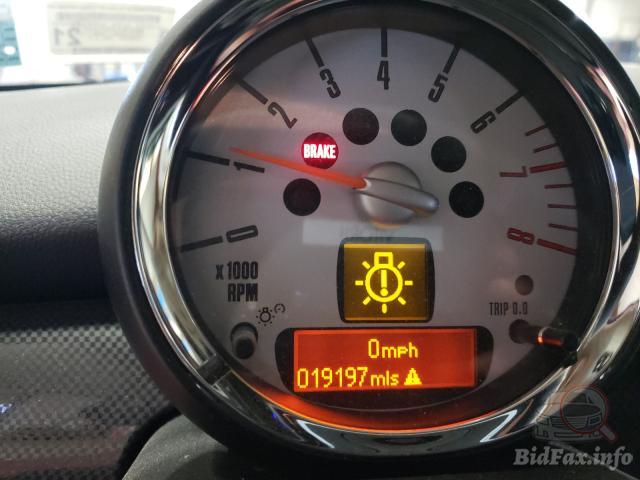 21
0
1
2
3
4
5
6
7
8
BRAKE
x 1000
RPM
TRIP 0.0
0mph
019197mls
BidFax.info